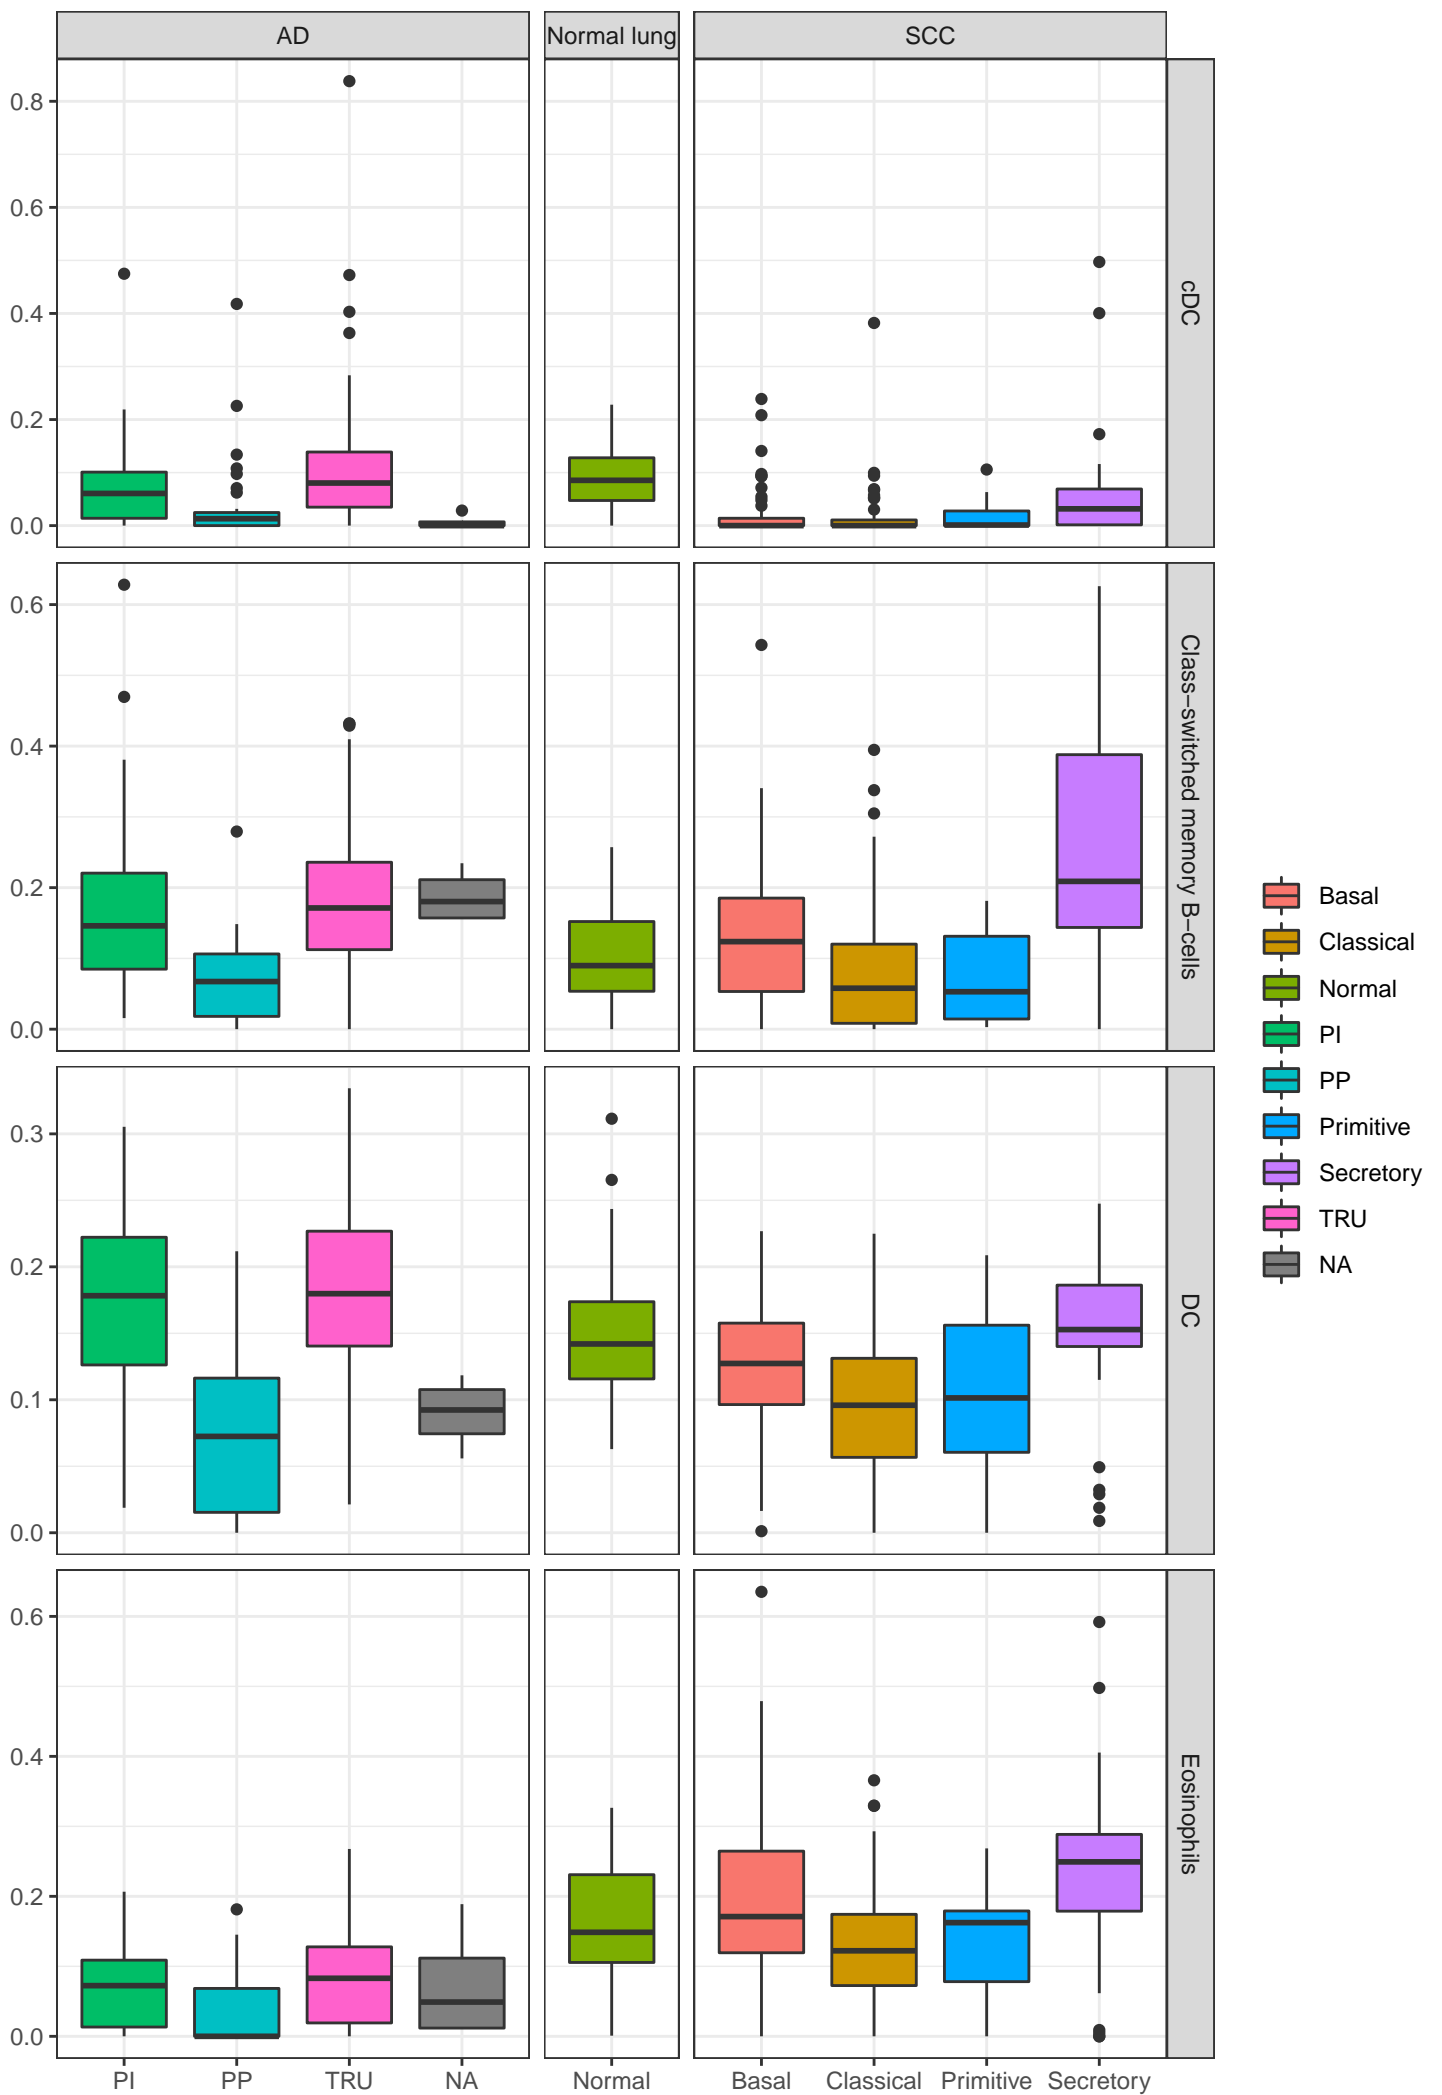 AD
Normal lung
SCC
0.8
0.6
0.4
0.2
0.0
cDC
0.6
0.4
0.2
0.0
Class−switched memory B−cells
0.3
0.2
0.1
0.0
DC
0.6
0.4
0.2
0.0
Eosinophils
PI
PP
TRU
NA
Normal
Basal
Classical
Primitive
Secretory
Basal
Classical
Normal
PI
PP
Primitive
Secretory
TRU
NA